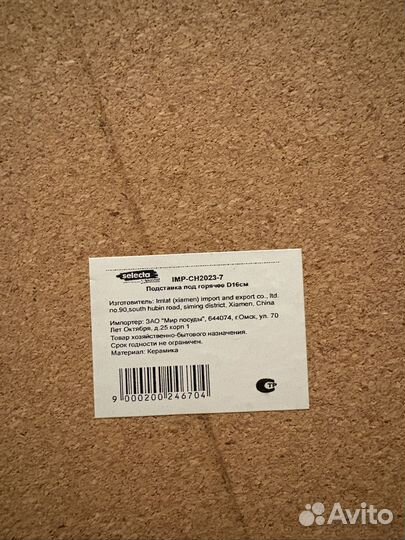 selecta
IMP-CH2023-7
Подставка под горячее D16см
Изготовитель: Imlat (xiamen) import and export co., ltd
no.90,south hubin road, siming district, Xiamen, China
Импортер: ЗАО "Мир посуды", 644074, г.Омск, ул. 70
Лет Октября, д.25 корп 1
Товар хозяйственно-бытового назначения.
Срок годности не ограничен.
Материал: Керамика
9 000200 246704
Avito